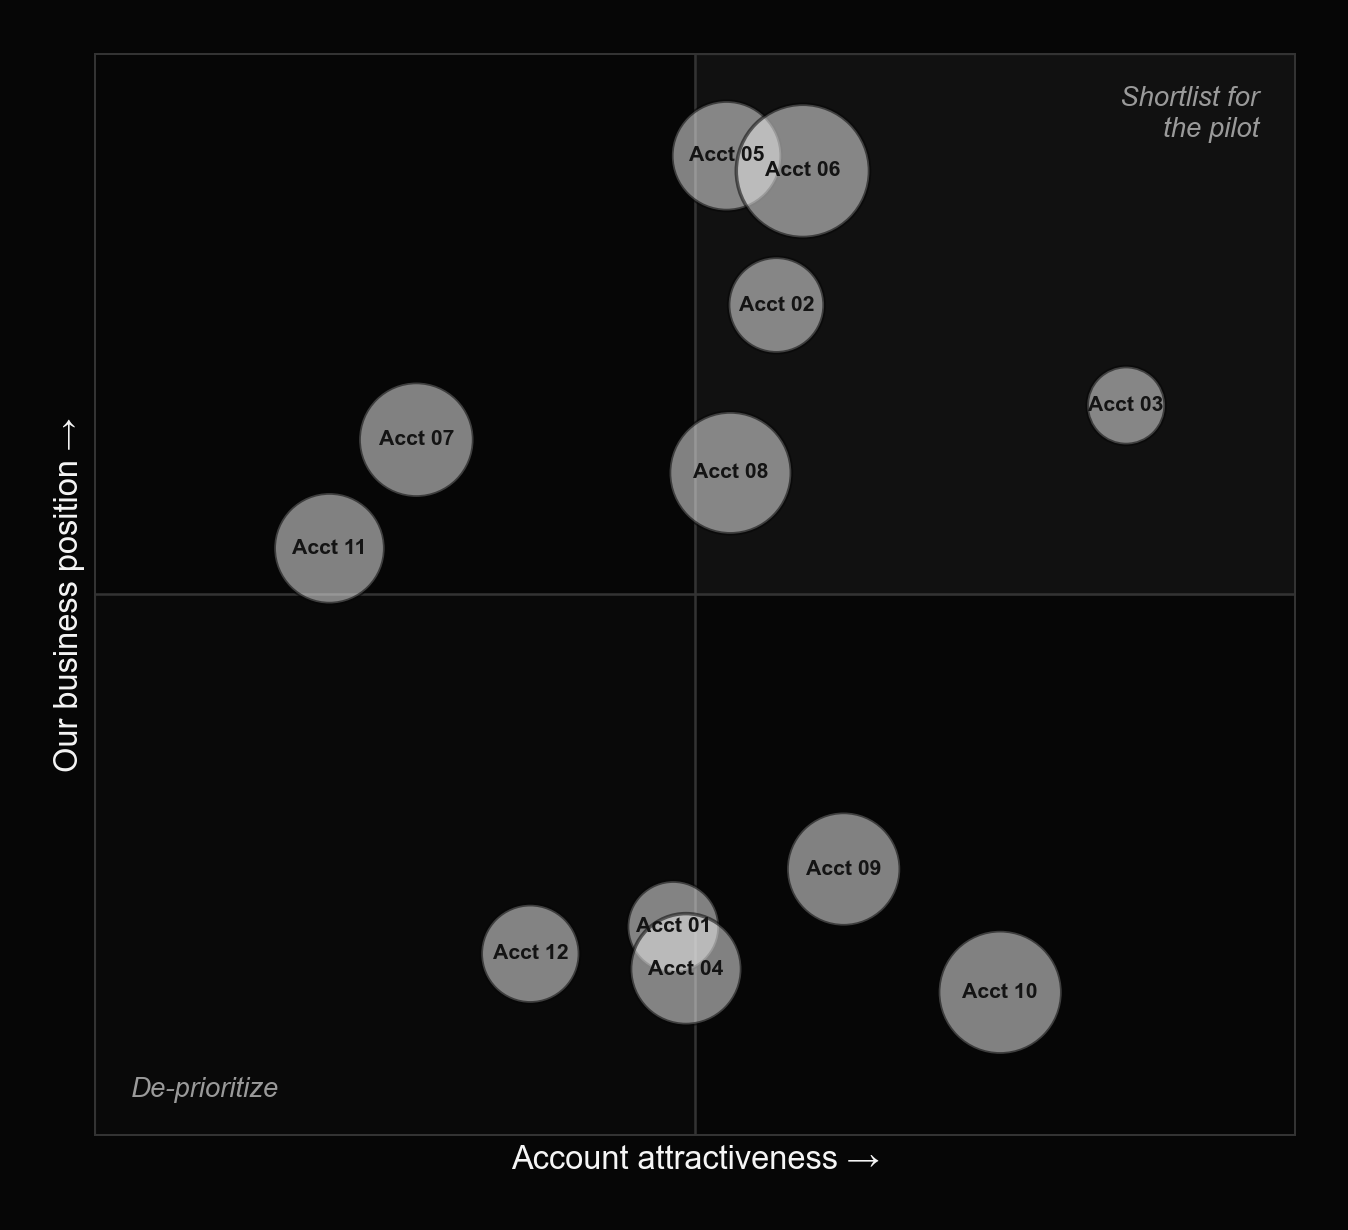 Shortlist for
the pilot
Acct 05
Acct 06
Acct 02
Acct 03
Acct 07
Acct 08
Acct 11
Our business position →
Acct 09
Acct 01
Acct 12
Acct 04
Acct 10
De-prioritize
Account attractiveness →